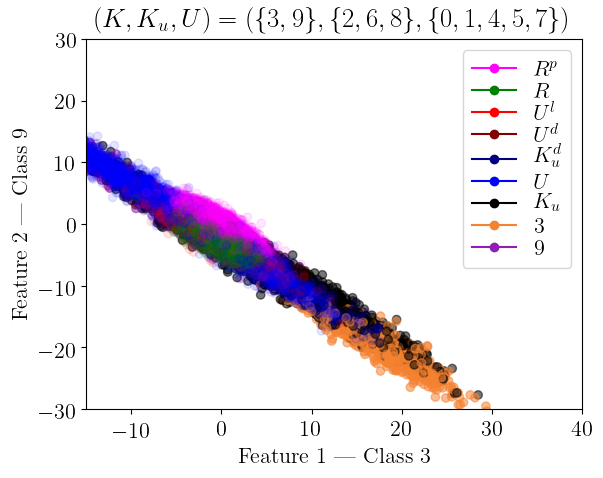 (K, K_u, U) = ({3, 9}, {2, 6, 8}, {0, 1, 4, 5, 7})
30
20
10
0
−10
−20
−30
Feature 2 — Class 9
R^p
R
U^l
U^d
K_u^d
U
K_u
3
9
−10
0
10
20
30
40
Feature 1 — Class 3